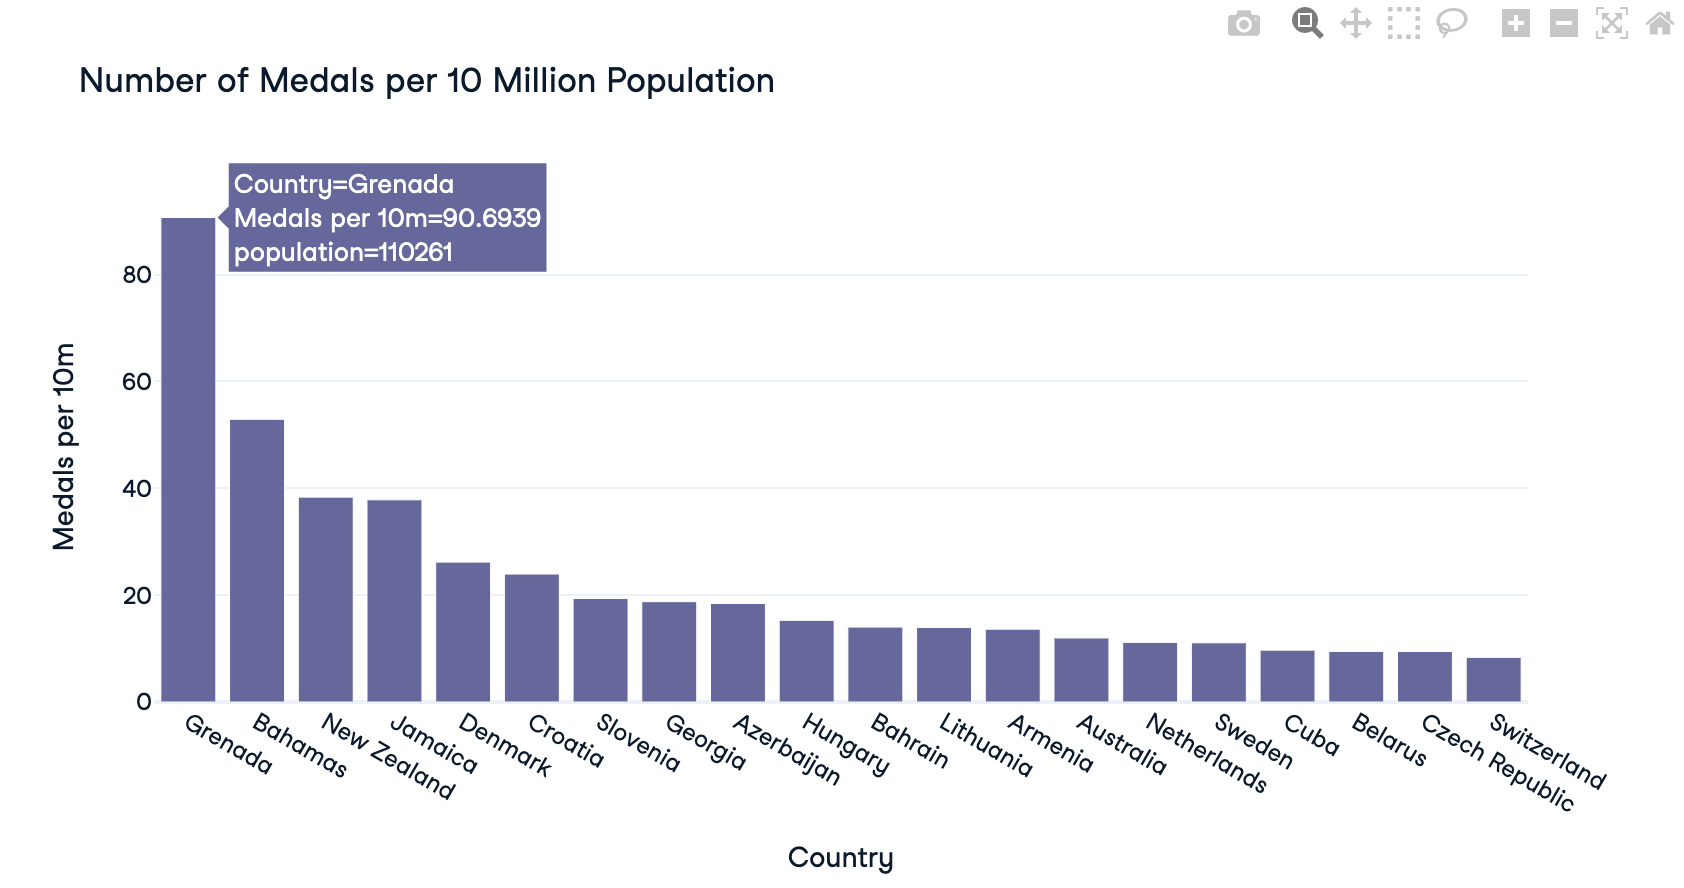 Number of Medals per 10 Million Population
Country=Grenada
Medals per 10m=90.6939
population=110261
80
60
40
20
0
Medals per 10m
Grenada
Bahamas
New Zealand
Jamaica
Denmark
Croatia
Slovenia
Georgia
Azerbaijan
Hungary
Bahrain
Lithuania
Armenia
Australia
Netherlands
Sweden
Cuba
Belarus
Czech Republic
Switzerland
Country